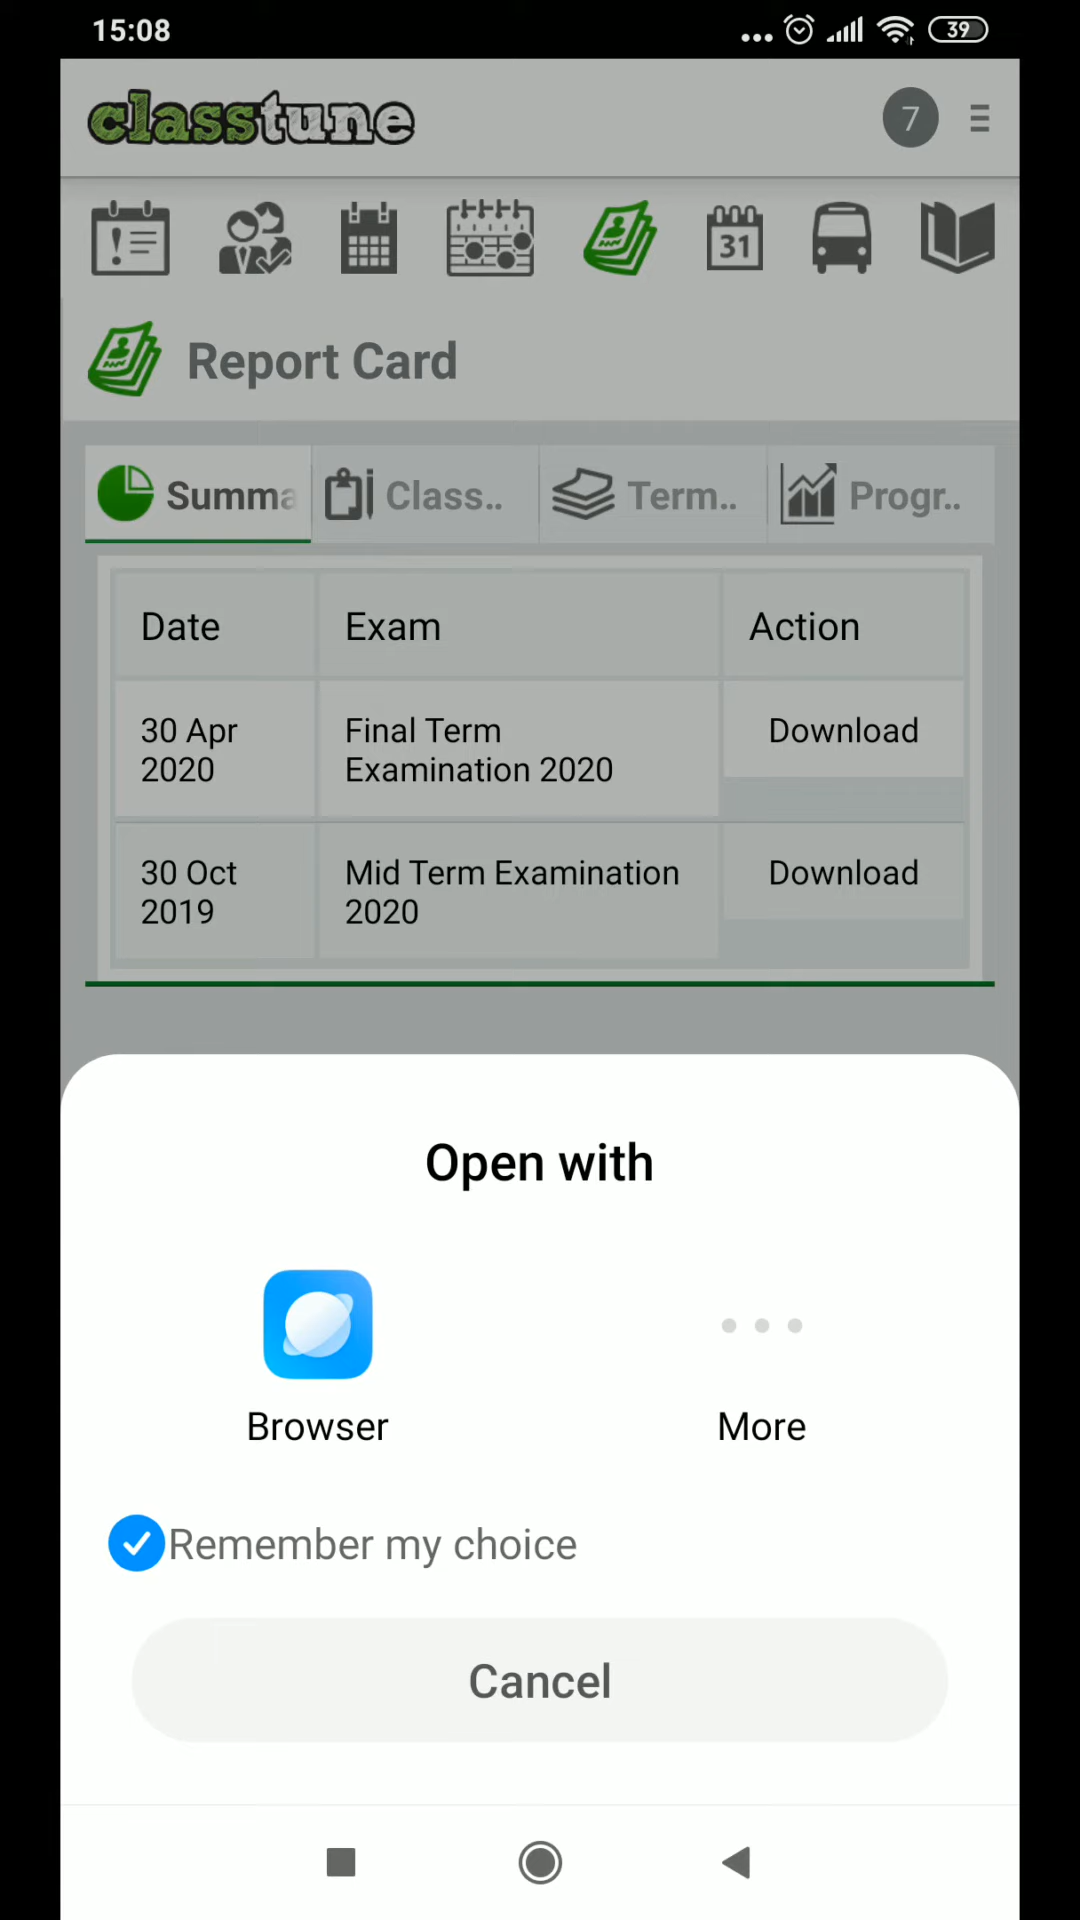 15:08
39
classtune
7
31
Report Card
Summa
Class..
Term..
Progr..
Date
Exam
Action
30 Apr
2020
Final Term
Examination 2020
Download
30 Oct
2019
Mid Term Examination
2020
Download
Open with
Browser
More
Remember my choice
Cancel